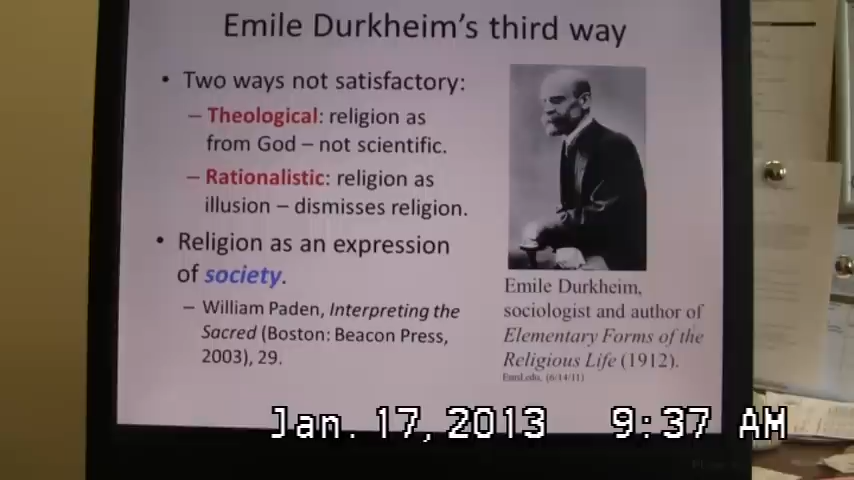 Emile Durkheim's third way
• Two ways not satisfactory:
– Theological: religion as
from God – not scientific.
– Rationalistic: religion as
illusion – dismisses religion.
• Religion as an expression
of society.
– William Paden, Interpreting the
Sacred (Boston: Beacon Press,
2003), 29.
Emile Durkheim,
sociologist and author of
Elementary Forms of the
Religious Life (1912).
Jan. 17, 2013 9:37 AM